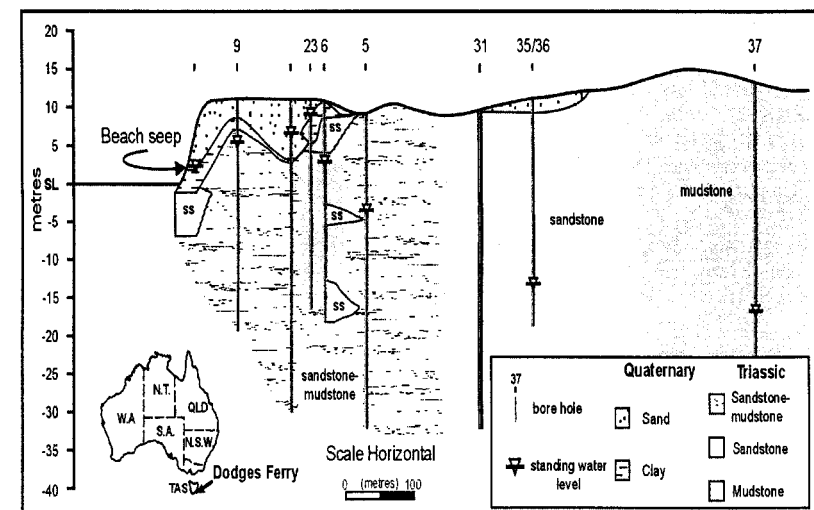 20
15
10
5
SL
-5
-10
-15
-20
-25
-30
-35
-40
metres
9
23 6
5
31
35/36
37
Beach seep
ss
ss
ss
ss
sandstone-
mudstone
sandstone
mudstone
N.T.
W.A
QLD
S.A.
N.S.W.
TAS
Dodges Ferry
Scale Horizontal
0 (metres) 100
37
bore hole
standing water
level
Quaternary
Sand
Clay
Triassic
Sandstone-
mudstone
Sandstone
Mudstone